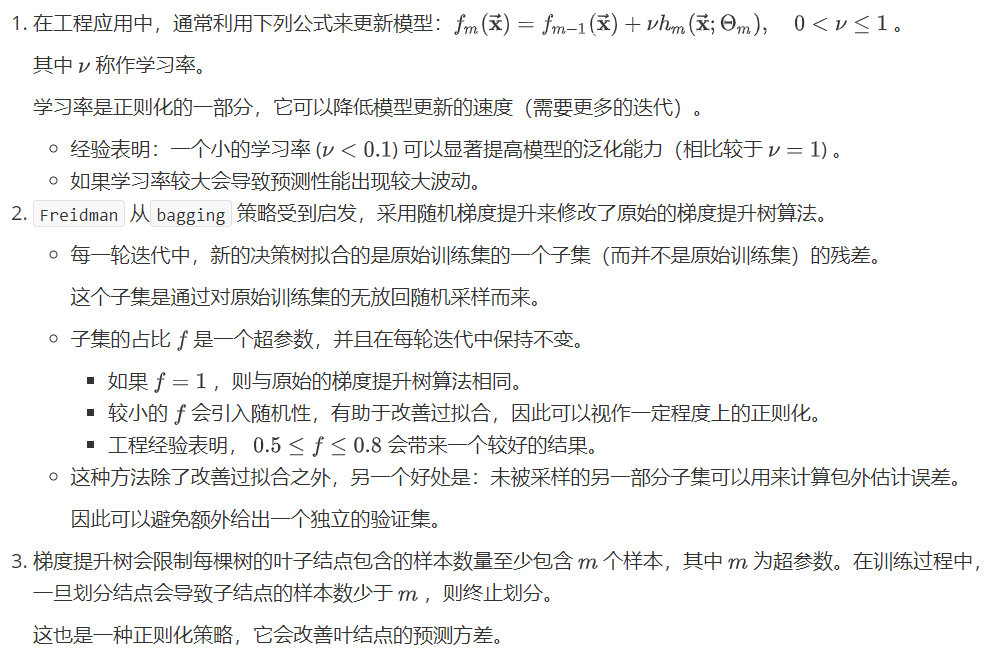 1. 在工程应用中，通常利用下列公式来更新模型：$f_m(\vec{\mathbf{x}}) = f_{m-1}(\vec{\mathbf{x}}) + \nu h_m(\vec{\mathbf{x}}; \Theta_m), \quad 0 < \nu \leq 1$ 。
其中 $\nu$ 称作学习率。
学习率是正则化的一部分，它可以降低模型更新的速度（需要更多的迭代）。
○ 经验表明：一个小的学习率 ($\nu < 0.1$) 可以显著提高模型的泛化能力（相比较于 $\nu = 1$) 。
○ 如果学习率较大会导致预测性能出现较大波动。
2. Freidman 从 bagging 策略受到启发，采用随机梯度提升来修改了原始的梯度提升树算法。
○ 每一轮迭代中，新的决策树拟合的是原始训练集的一个子集（而并不是原始训练集）的残差。
这个子集是通过对原始训练集的无放回随机采样而来。
○ 子集的占比 $f$ 是一个超参数，并且在每轮迭代中保持不变。
■ 如果 $f = 1$ ，则与原始的梯度提升树算法相同。
■ 较小的 $f$ 会引入随机性，有助于改善过拟合，因此可以视作一定程度上的正则化。
■ 工程经验表明， $0.5 \leq f \leq 0.8$ 会带来一个较好的结果。
○ 这种方法除了改善过拟合之外，另一个好处是：未被采样的另一部分子集可以用来计算包外估计误差。
因此可以避免额外给出一个独立的验证集。
3. 梯度提升树会限制每棵树的叶子结点包含的样本数量至少包含 $m$ 个样本，其中 $m$ 为超参数。在训练过程中，
一旦划分结点会导致子结点的样本数少于 $m$ ，则终止划分。
这也是一种正则化策略，它会改善叶结点的预测方差。